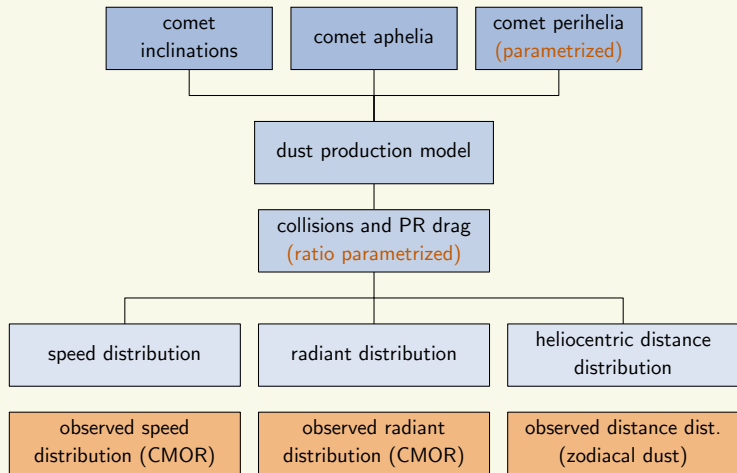 comet
inclinations
comet aphelia
comet perihelia
(parametrized)
dust production model
collisions and PR drag
(ratio parametrized)
speed distribution
radiant distribution
heliocentric distance
distribution
observed speed
distribution (CMOR)
observed radiant
distribution (CMOR)
observed distance dist.
(zodiacal dust)